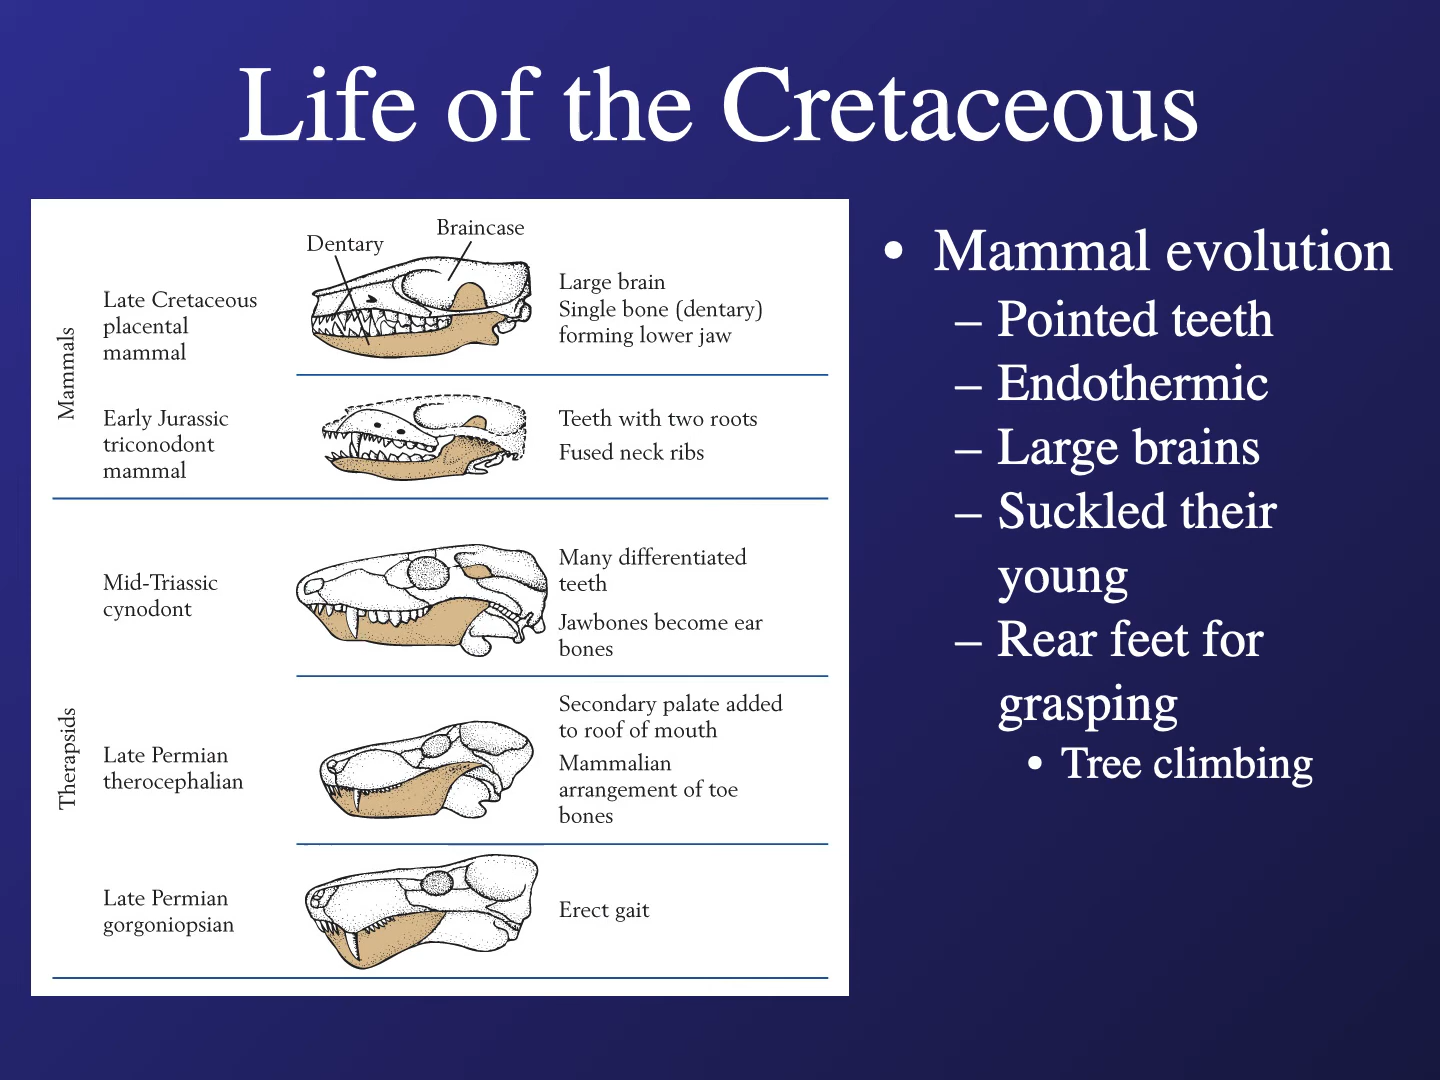 Life of the Cretaceous
Mammals
Dentary
Braincase
Late Cretaceous
placental
mammal
Large brain
Single bone (dentary)
forming lower jaw
Early Jurassic
triconodont
mammal
Teeth with two roots
Fused neck ribs
Therapsids
Mid-Triassic
cynodont
Many differentiated
teeth
Jawbones become ear
bones
Late Permian
therocephalian
Secondary palate added
to roof of mouth
Mammalian
arrangement of toe
bones
Late Permian
gorgoniopsian
Erect gait
• Mammal evolution
– Pointed teeth
– Endothermic
– Large brains
– Suckled their
young
– Rear feet for
grasping
• Tree climbing